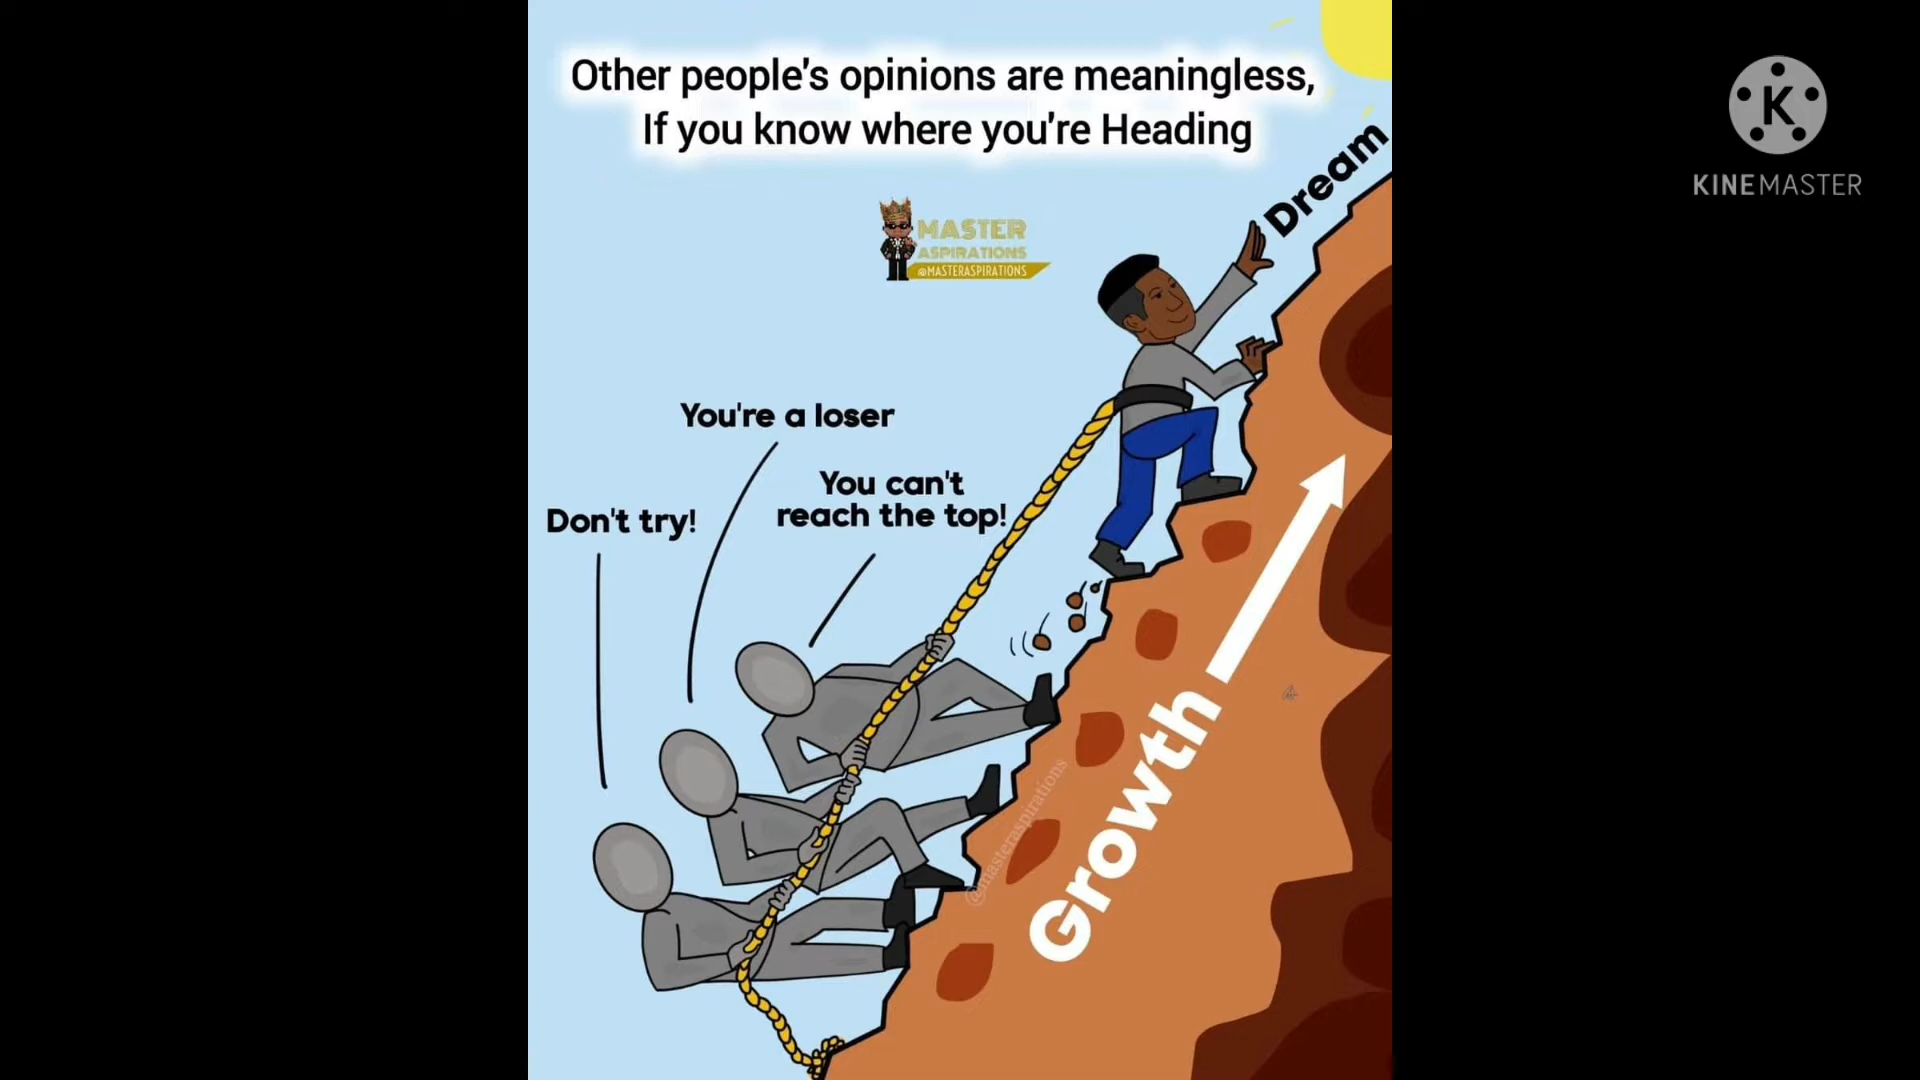 Other people's opinions are meaningless,
If you know where you're Heading
KINEMASTER
Dream
MASTER
ASPIRATIONS
@MASTERASPIRATIONS
You're a loser
You can't
reach the top!
Don't try!
Growth
@masteraspirations